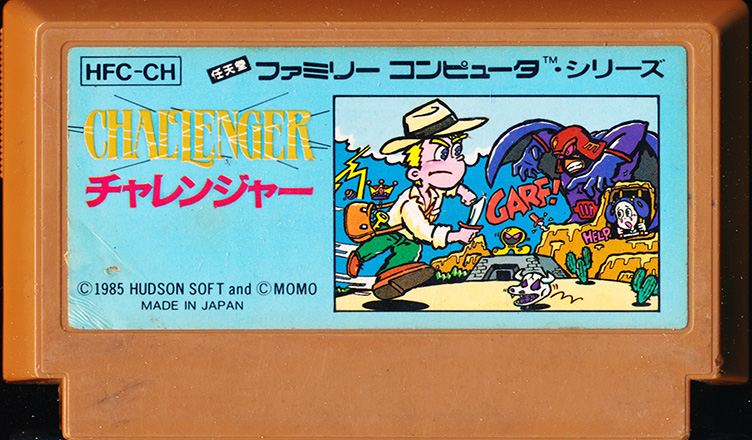 HFC-CH
任天堂 ファミリー コンピュータ™・シリーズ
CHALLENGER
チャレンジャー
GARF!
HELP
©1985 HUDSON SOFT and ©MOMO
MADE IN JAPAN